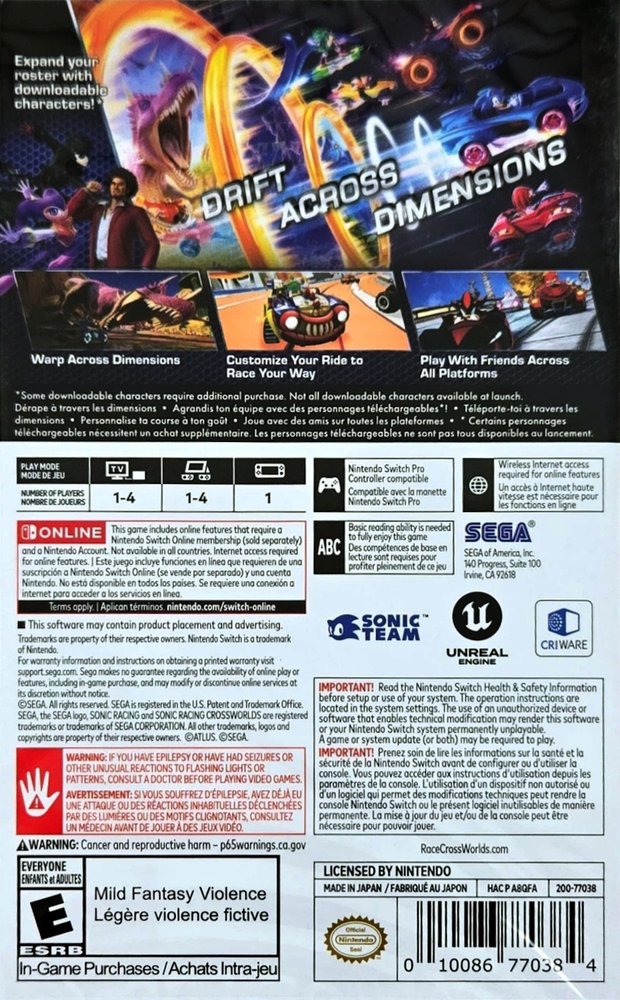 Expand your
roster with
downloadable
characters!*
DRIFT
ACROSS
DIMENSIONS
Warp Across Dimensions
Customize Your Ride to
Race Your Way
Play With Friends Across
All Platforms
*Some downloadable characters require additional purchase. Not all downloadable characters available at launch.
Dérape à travers les dimensions • Agrandis ton équipe avec des personnages téléchargeables*! • Téléporte-toi à travers les
dimensions • Personnalise ta course à ton goût • Joue avec des amis sur toutes les plateformes • * Certains personnages
téléchargeables nécessitent un achat supplémentaire. Les personnages téléchargeables ne sont pas tous disponibles au lancement.
PLAY MODE
MODE DE JEU
TV
NUMBER OF PLAYERS
NOMBRE DE JOUEURS
1-4
1-4
1
Nintendo Switch Pro
Controller compatible
Compatible avec la manette
Nintendo Switch Pro
Wireless Internet access
required for online features
Un accès à Internet haute
vitesse est nécessaire pour
les fonctions en ligne
ONLINE
This game includes online features that require a
Nintendo Switch Online membership (sold separately)
and a Nintendo Account. Not available in all countries. Internet access required
for online features. | Este juego incluye funciones en línea que requieren de una
suscripción a Nintendo Switch Online (se vende por separado) y una cuenta
Nintendo. No está disponible en todos los países. Se requiere una conexión a
internet para acceder a los servicios en línea.
Terms apply. | Aplican términos. nintendo.com/switch-online
ABC
Basic reading ability is needed
to fully enjoy this game
Des compétences de base en
lecture sont requises pour
profiter pleinement de ce jeu
SEGA®
SEGA of America, Inc.
140 Progress, Suite 100
Irvine, CA 92618
■ This software may contain product placement and advertising.
Trademarks are property of their respective owners. Nintendo Switch is a trademark
of Nintendo.
For warranty information and instructions on obtaining a printed warranty visit
support.sega.com. Sega makes no guarantee regarding the availability of online play or
features, including in-game purchase, and may modify or discontinue online services at
its discretion without notice.
©SEGA. All rights reserved. SEGA is registered in the U.S. Patent and Trademark Office.
SEGA, the SEGA logo, SONIC RACING and SONIC RACING CROSSWORLDS are registered
trademarks or trademarks of SEGA CORPORATION. All other trademarks, logos and
copyrights are property of their respective owners. ©ATLUS. ©SEGA.
SONIC
TEAM™
UNREAL
ENGINE
CRIWARE
WARNING: IF YOU HAVE EPILEPSY OR HAVE HAD SEIZURES OR
OTHER UNUSUAL REACTIONS TO FLASHING LIGHTS OR
PATTERNS, CONSULT A DOCTOR BEFORE PLAYING VIDEO GAMES.
AVERTISSEMENT: SI VOUS SOUFFREZ D'ÉPILEPSIE, AVEZ DÉJÀ EU
UNE ATTAQUE OU DES RÉACTIONS INHABITUELLES DÉCLENCHÉES
PAR DES LUMIÈRES OU DES MOTIFS CLIGNOTANTS, CONSULTEZ
UN MÉDECIN AVANT DE JOUER À DES JEUX VIDÉO.
IMPORTANT! Read the Nintendo Switch Health & Safety Information
before setup or use of your system. The operation instructions are
located in the system settings. The use of an unauthorized device or
software that enables technical modification may render this software
or your Nintendo Switch system permanently unplayable.
A game or system update (or both) may be required to play.
IMPORTANT! Prenez soin de lire les informations sur la santé et la
sécurité de la Nintendo Switch avant de configurer ou d'utiliser la
console. Vous pouvez accéder aux instructions d'utilisation depuis les
paramètres de la console. L'utilisation d'un dispositif non autorisé ou
d'un logiciel qui permet des modifications techniques peut rendre la
console Nintendo Switch ou le présent logiciel inutilisables de manière
permanente. La mise à jour du jeu et/ou de la console peut être
nécessaire pour pouvoir jouer.
⚠WARNING: Cancer and reproductive harm – p65warnings.ca.gov
RaceCrossWorlds.com
EVERYONE
ENFANTS et ADULTES
E
ESRB
Mild Fantasy Violence
Légère violence fictive
In-Game Purchases / Achats Intra-jeu
LICENSED BY NINTENDO
MADE IN JAPAN / FABRIQUÉ AU JAPON
HAC P A8QFA
200-77038
Official
Nintendo
Seal
0 10086 77038 4